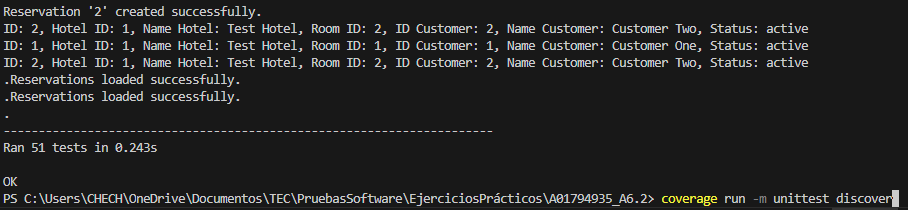 Reservation '2' created successfully.
ID: 2, Hotel ID: 1, Name Hotel: Test Hotel, Room ID: 2, ID Customer: 2, Name Customer: Customer Two, Status: active
ID: 1, Hotel ID: 1, Name Hotel: Test Hotel, Room ID: 1, ID Customer: 1, Name Customer: Customer One, Status: active
ID: 2, Hotel ID: 1, Name Hotel: Test Hotel, Room ID: 2, ID Customer: 2, Name Customer: Customer Two, Status: active
.Reservations loaded successfully.
.Reservations loaded successfully.
.
----------------------------------------------------------------------
Ran 51 tests in 0.243s
OK
PS C:\Users\CHECH\OneDrive\Documentos\TEC\PruebasSoftware\EjerciciosPrácticos\A01794935_A6.2> coverage run -m unittest discover